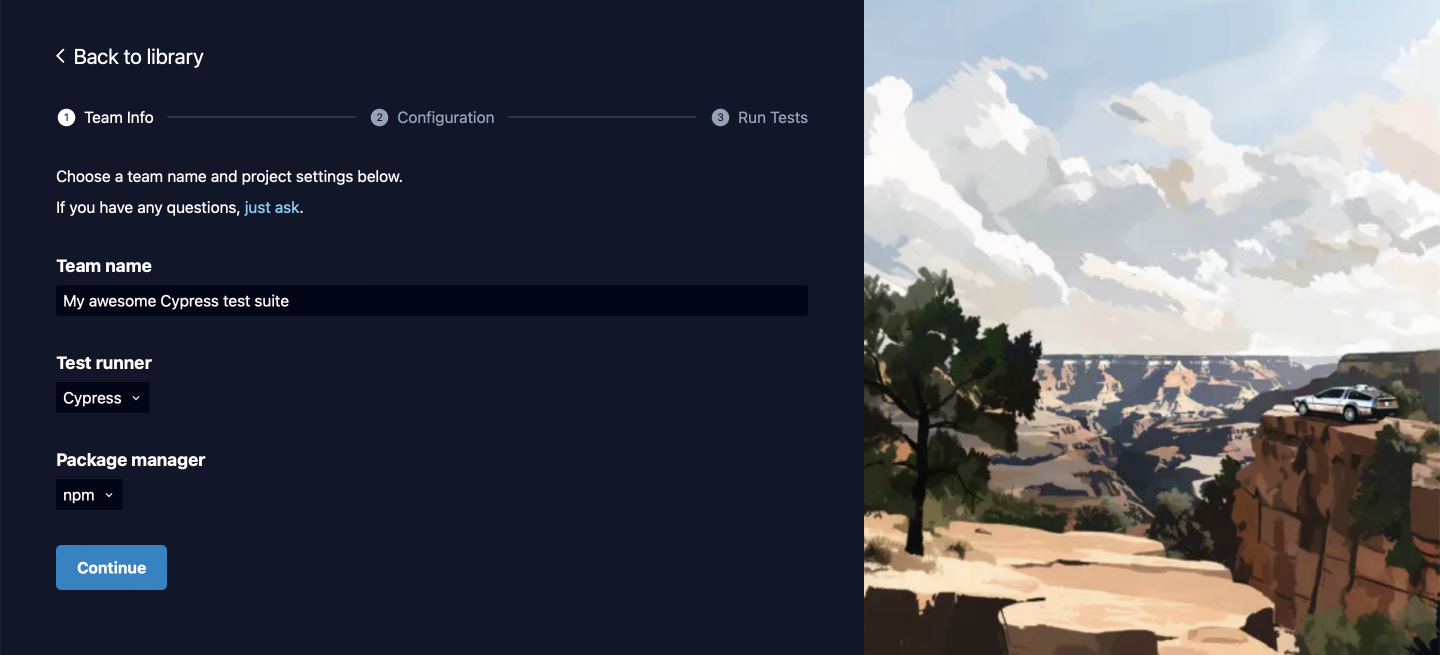 Back to library
1 Team Info 2 Configuration 3 Run Tests
Choose a team name and project settings below.
If you have any questions, just ask.
Team name
My awesome Cypress test suite
Test runner
Cypress
Package manager
npm
Continue